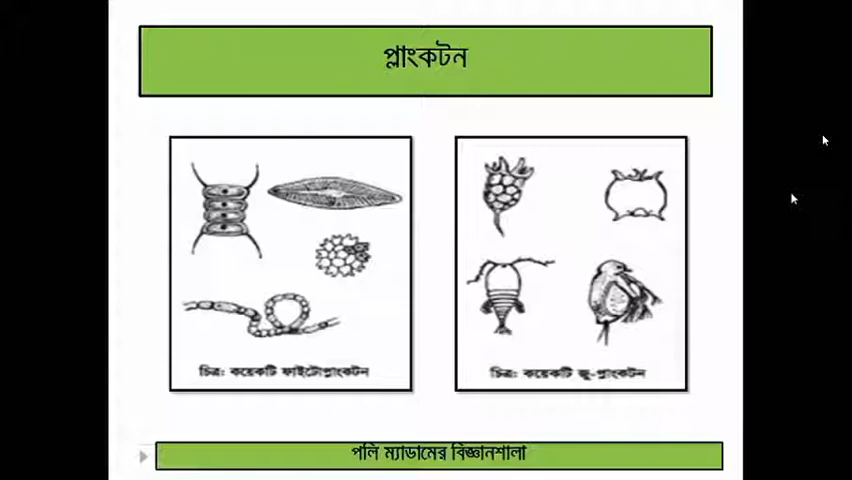 প্লাংকটন
চিত্র: কয়েকটি ফাইটোপ্লাংকটন
চিত্র: কয়েকটি জু-প্লাংকটন
পলি ম্যাডামের বিজ্ঞানশালা